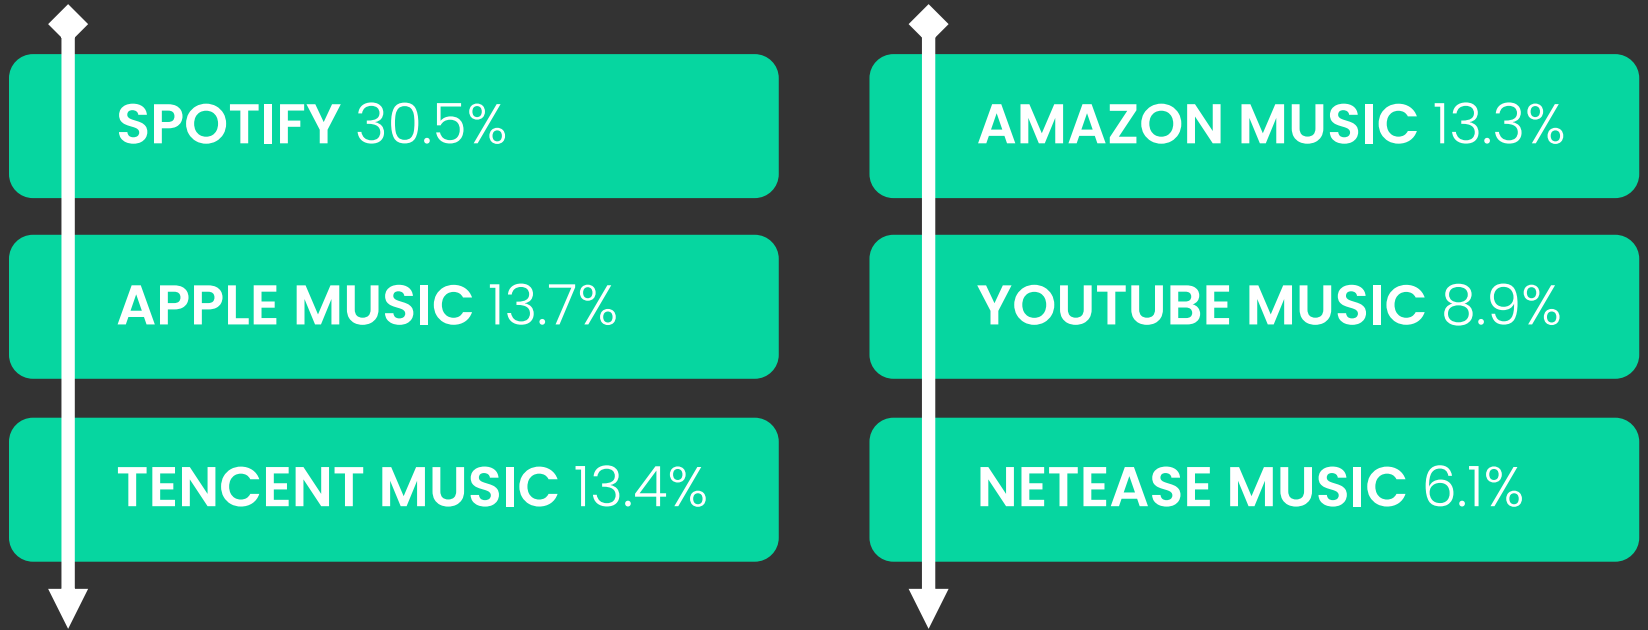 SPOTIFY 30.5%
APPLE MUSIC 13.7%
TENCENT MUSIC 13.4%
AMAZON MUSIC 13.3%
YOUTUBE MUSIC 8.9%
NETEASE MUSIC 6.1%